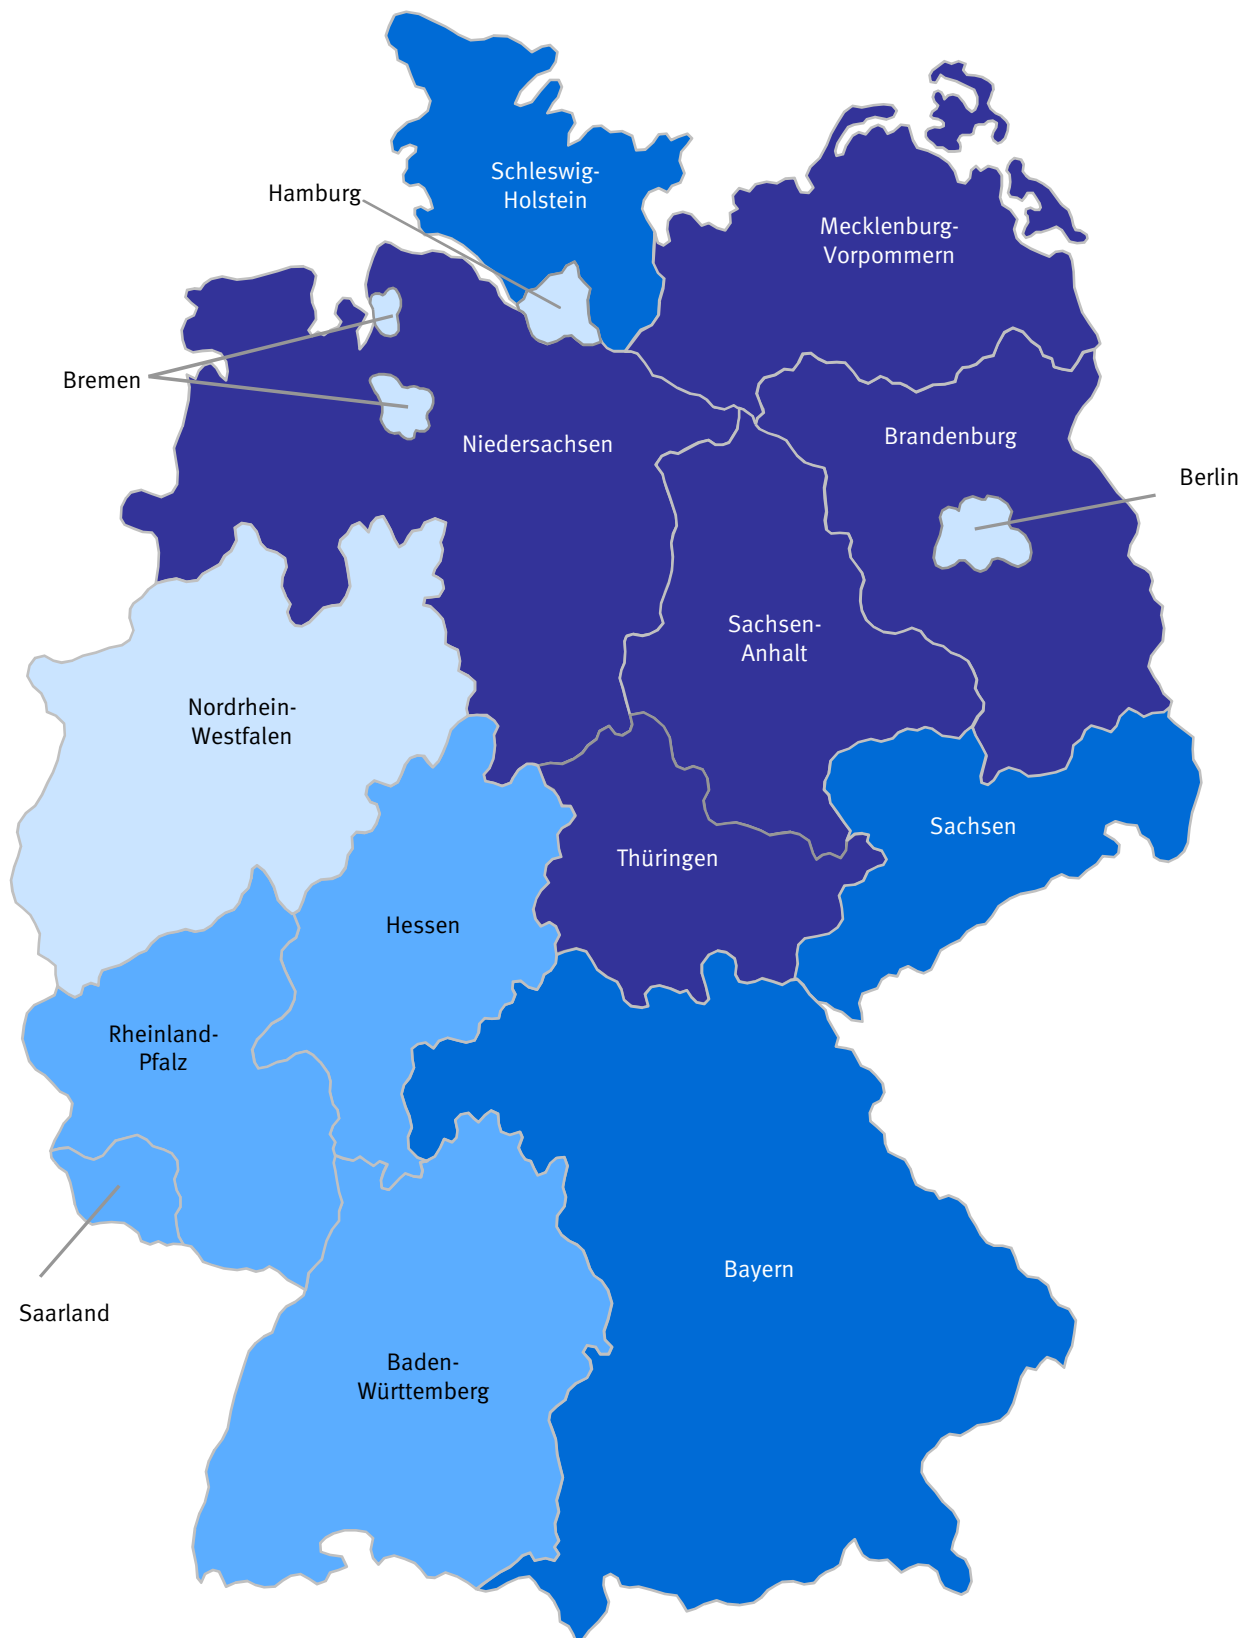 Schleswig-
Holstein
Hamburg
Mecklenburg-
Vorpommern
Bremen
Niedersachsen
Brandenburg
Berlin
Sachsen-
Anhalt
Nordrhein-
Westfalen
Sachsen
Thüringen
Hessen
Rheinland-
Pfalz
Bayern
Saarland
Baden-
Württemberg